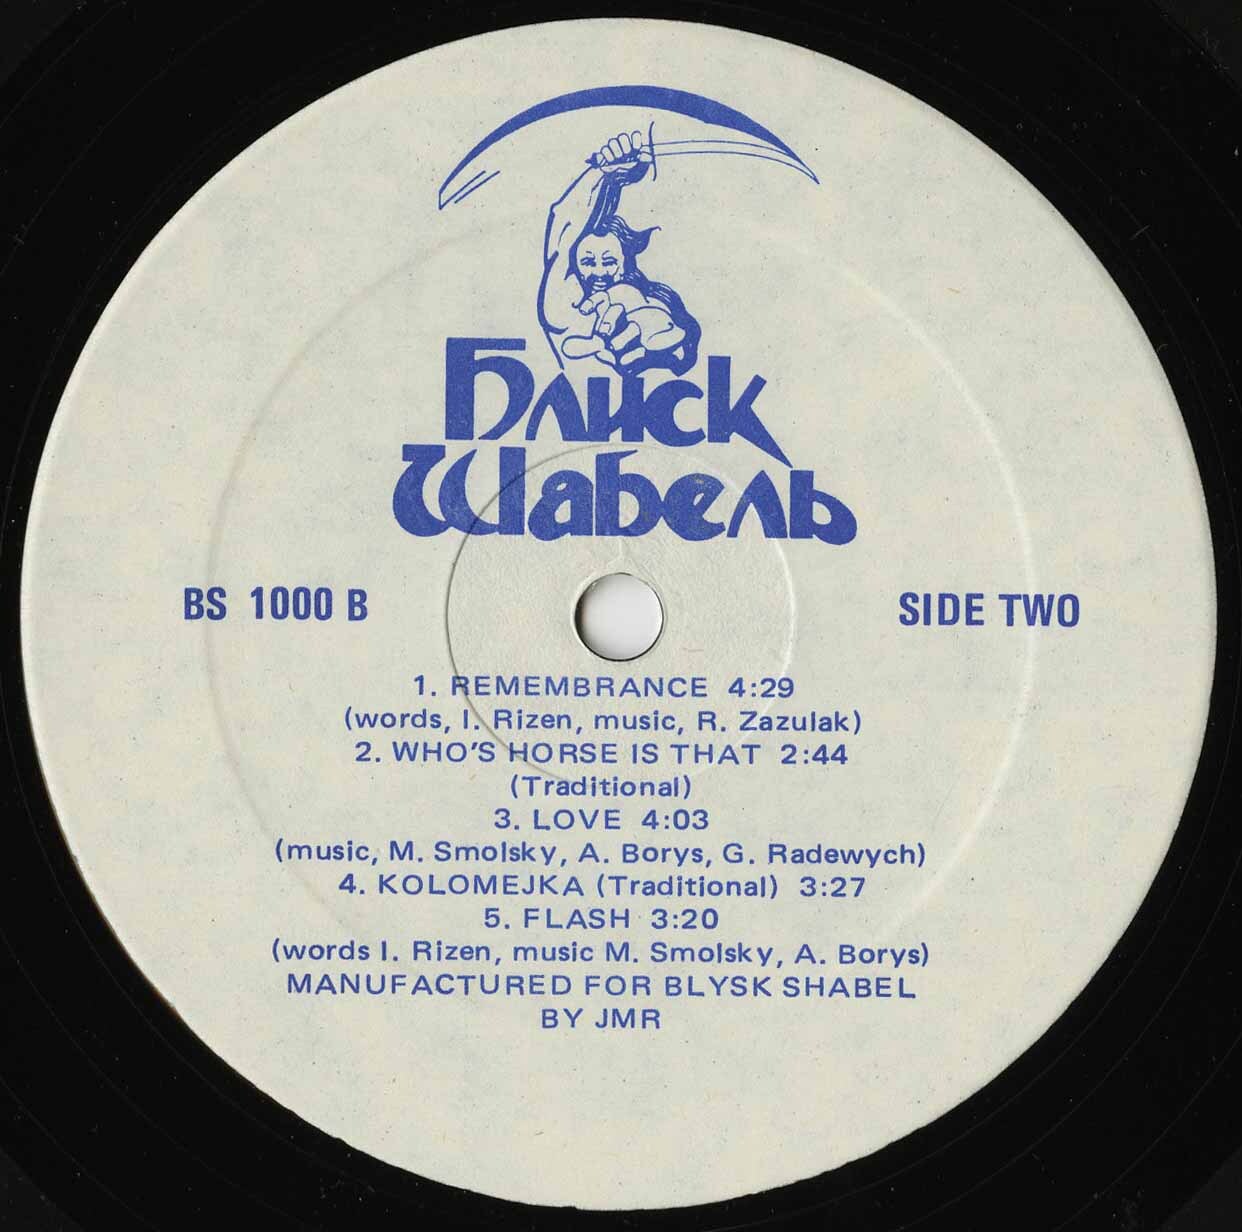 Блиск
Шабель
BS 1000 B
SIDE TWO
1. REMEMBRANCE 4:29
(words, I. Rizen, music, R. Zazulak)
2. WHO'S HORSE IS THAT 2:44
(Traditional)
3. LOVE 4:03
(music, M. Smolsky, A. Borys, G. Radewych)
4. KOLOMEJKA (Traditional) 3:27
5. FLASH 3:20
(words I. Rizen, music M. Smolsky, A. Borys)
MANUFACTURED FOR BLYSK SHABEL
BY JMR